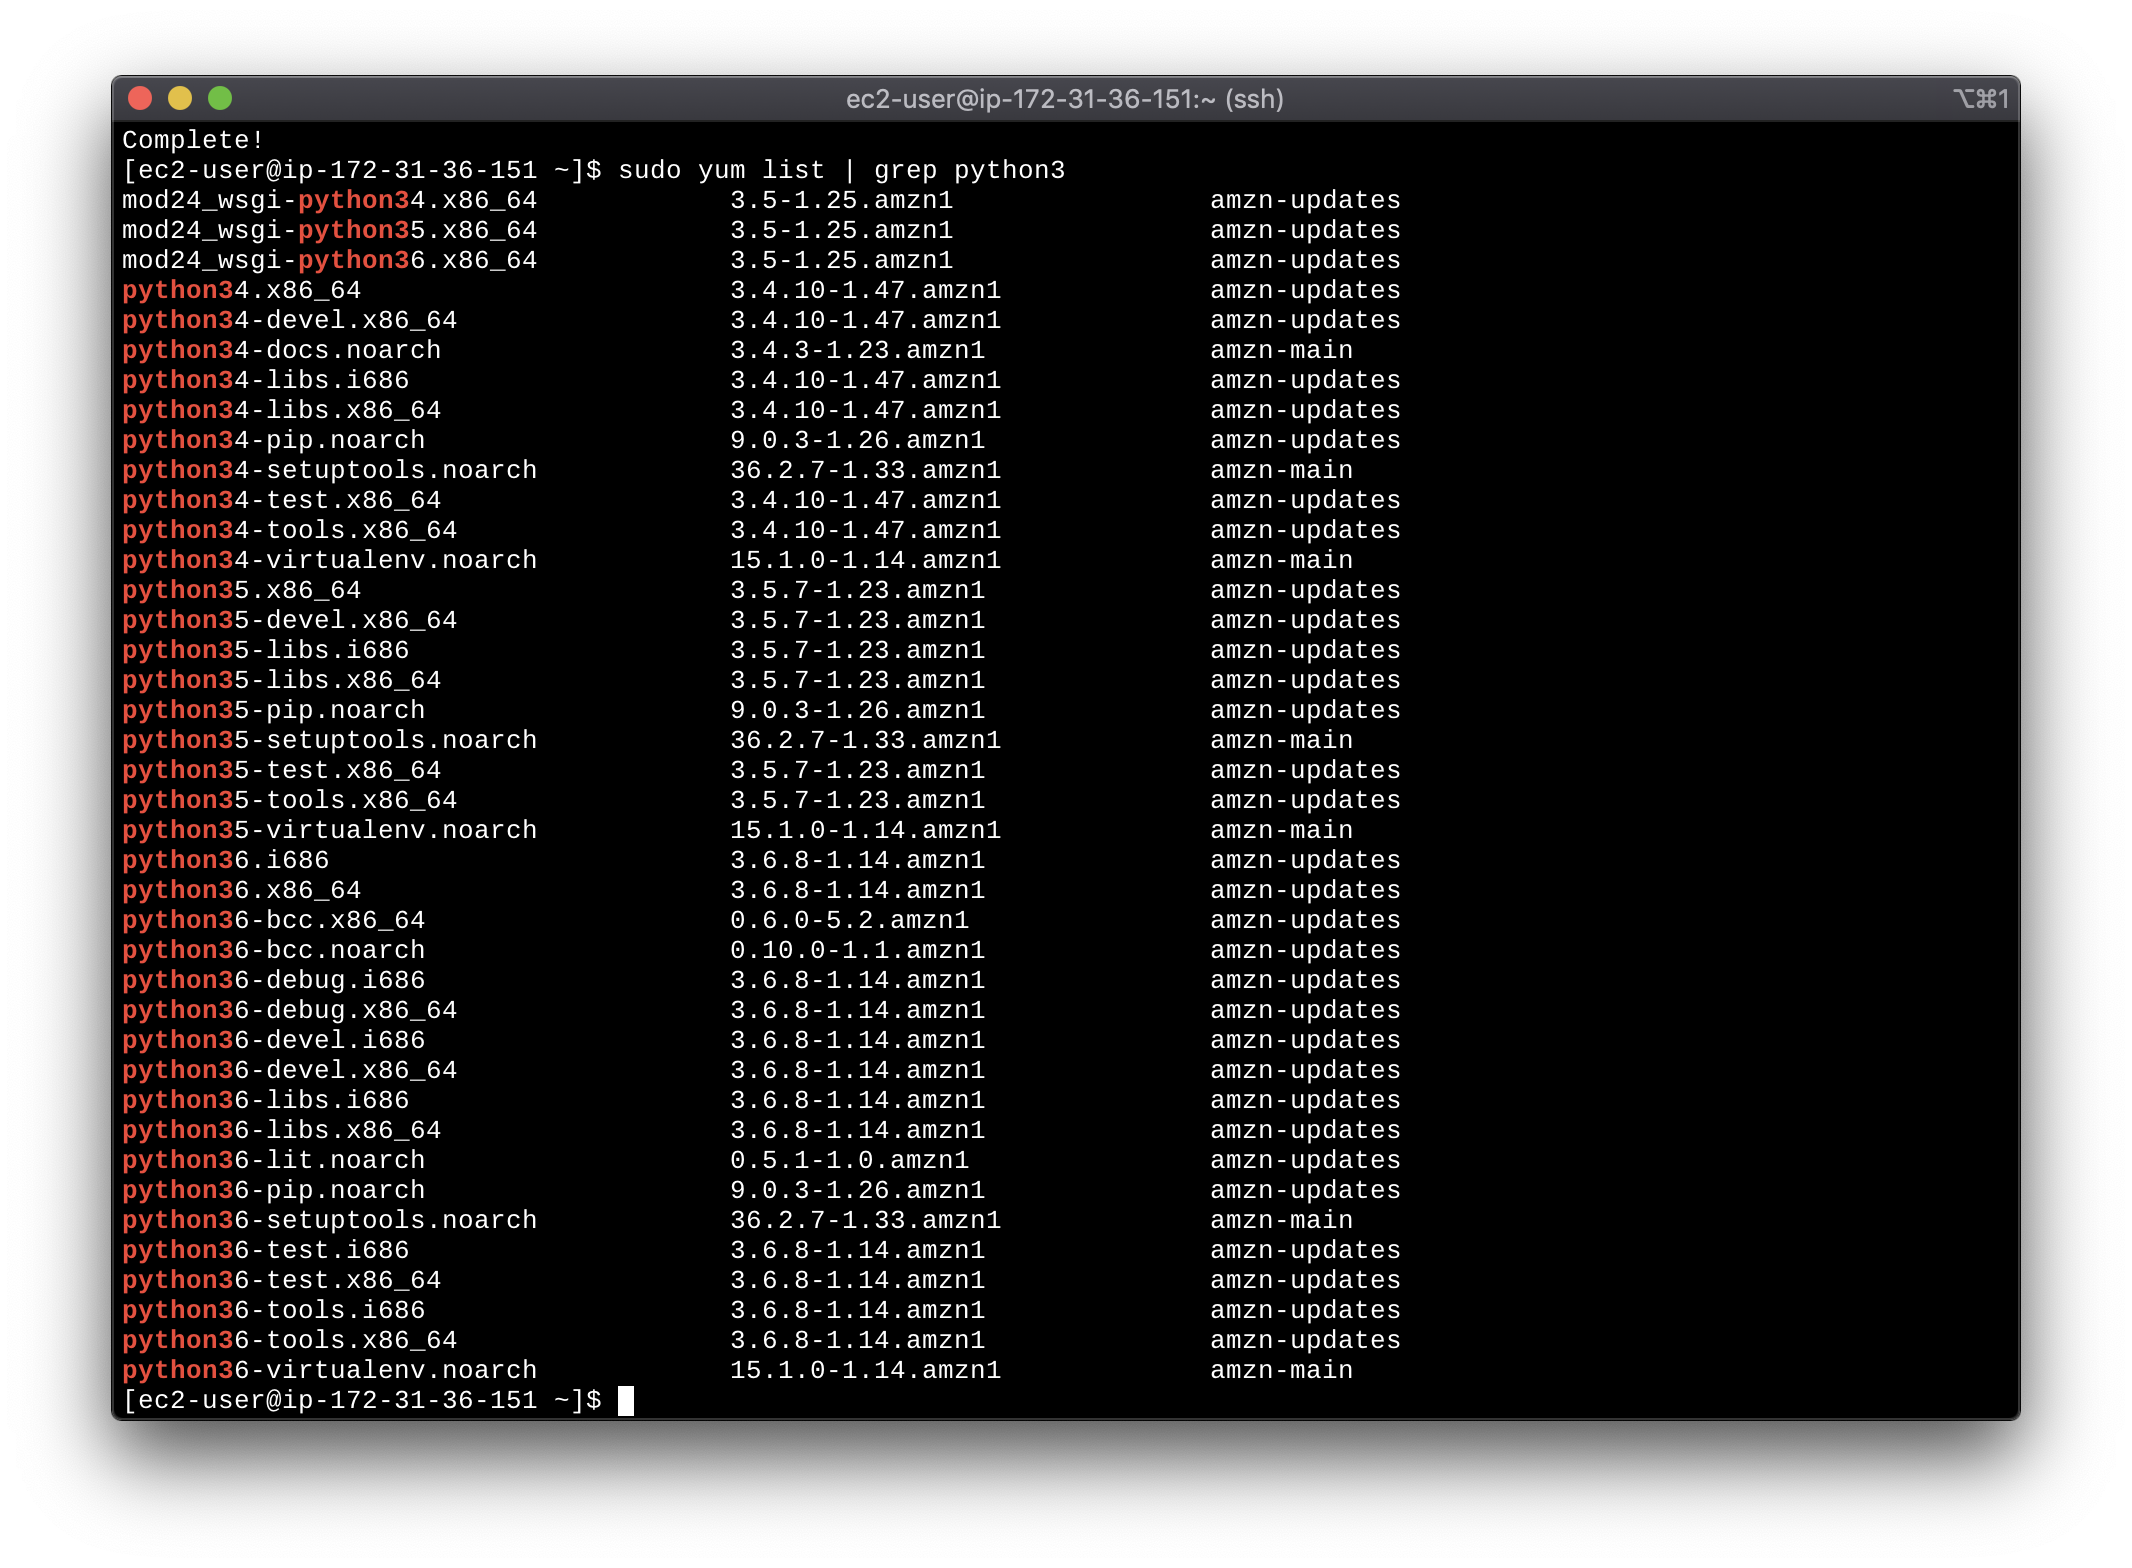 ec2-user@ip-172-31-36-151:~ (ssh) ⌥⌘1
Complete!
[ec2-user@ip-172-31-36-151 ~]$ sudo yum list | grep python3
mod24_wsgi-python34.x86_64 3.5-1.25.amzn1 amzn-updates
mod24_wsgi-python35.x86_64 3.5-1.25.amzn1 amzn-updates
mod24_wsgi-python36.x86_64 3.5-1.25.amzn1 amzn-updates
python34.x86_64 3.4.10-1.47.amzn1 amzn-updates
python34-devel.x86_64 3.4.10-1.47.amzn1 amzn-updates
python34-docs.noarch 3.4.3-1.23.amzn1 amzn-main
python34-libs.i686 3.4.10-1.47.amzn1 amzn-updates
python34-libs.x86_64 3.4.10-1.47.amzn1 amzn-updates
python34-pip.noarch 9.0.3-1.26.amzn1 amzn-updates
python34-setuptools.noarch 36.2.7-1.33.amzn1 amzn-main
python34-test.x86_64 3.4.10-1.47.amzn1 amzn-updates
python34-tools.x86_64 3.4.10-1.47.amzn1 amzn-updates
python34-virtualenv.noarch 15.1.0-1.14.amzn1 amzn-main
python35.x86_64 3.5.7-1.23.amzn1 amzn-updates
python35-devel.x86_64 3.5.7-1.23.amzn1 amzn-updates
python35-libs.i686 3.5.7-1.23.amzn1 amzn-updates
python35-libs.x86_64 3.5.7-1.23.amzn1 amzn-updates
python35-pip.noarch 9.0.3-1.26.amzn1 amzn-updates
python35-setuptools.noarch 36.2.7-1.33.amzn1 amzn-main
python35-test.x86_64 3.5.7-1.23.amzn1 amzn-updates
python35-tools.x86_64 3.5.7-1.23.amzn1 amzn-updates
python35-virtualenv.noarch 15.1.0-1.14.amzn1 amzn-main
python36.i686 3.6.8-1.14.amzn1 amzn-updates
python36.x86_64 3.6.8-1.14.amzn1 amzn-updates
python36-bcc.x86_64 0.6.0-5.2.amzn1 amzn-updates
python36-bcc.noarch 0.10.0-1.1.amzn1 amzn-updates
python36-debug.i686 3.6.8-1.14.amzn1 amzn-updates
python36-debug.x86_64 3.6.8-1.14.amzn1 amzn-updates
python36-devel.i686 3.6.8-1.14.amzn1 amzn-updates
python36-devel.x86_64 3.6.8-1.14.amzn1 amzn-updates
python36-libs.i686 3.6.8-1.14.amzn1 amzn-updates
python36-libs.x86_64 3.6.8-1.14.amzn1 amzn-updates
python36-lit.noarch 0.5.1-1.0.amzn1 amzn-updates
python36-pip.noarch 9.0.3-1.26.amzn1 amzn-updates
python36-setuptools.noarch 36.2.7-1.33.amzn1 amzn-main
python36-test.i686 3.6.8-1.14.amzn1 amzn-updates
python36-test.x86_64 3.6.8-1.14.amzn1 amzn-updates
python36-tools.i686 3.6.8-1.14.amzn1 amzn-updates
python36-tools.x86_64 3.6.8-1.14.amzn1 amzn-updates
python36-virtualenv.noarch 15.1.0-1.14.amzn1 amzn-main
[ec2-user@ip-172-31-36-151 ~]$